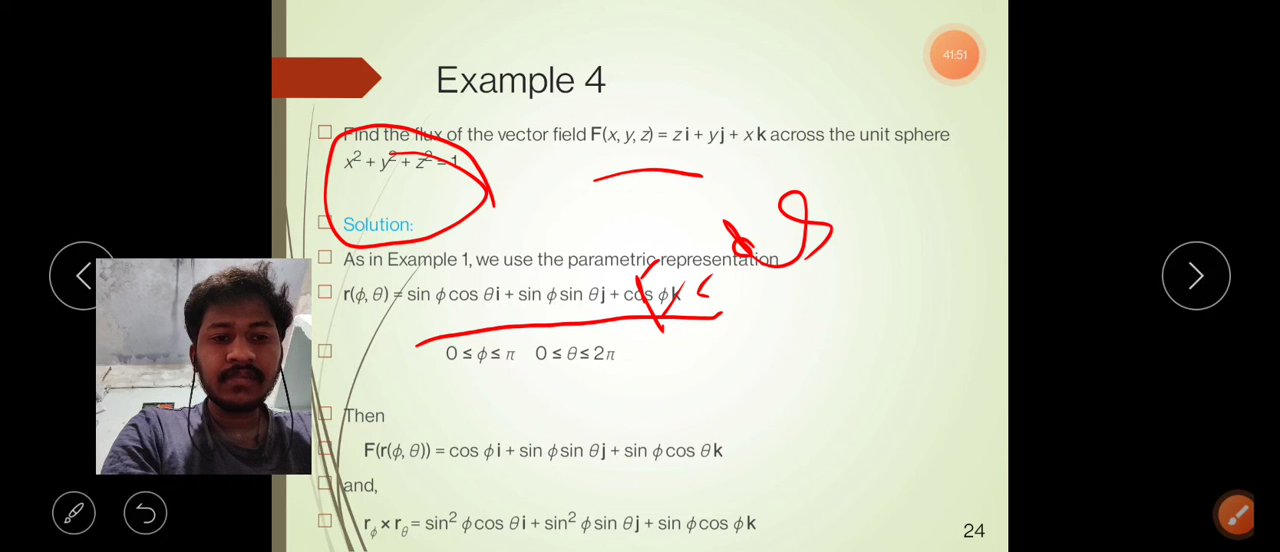 41:51
Example 4
Find the flux of the vector field F(x, y, z) = z i + y j + x k across the unit sphere
x² + y² + z² = 1
Solution:
As in Example 1, we use the parametric representation
r(ϕ, θ) = sin ϕ cos θ i + sin ϕ sin θ j + cos ϕ k
0 ≤ ϕ ≤ π 0 ≤ θ ≤ 2π
Then
F(r(ϕ, θ)) = cos ϕ i + sin ϕ sin θ j + sin ϕ cos θ k
and,
r_ϕ × r_θ = sin² ϕ cos θ i + sin² ϕ sin θ j + sin ϕ cos ϕ k
24